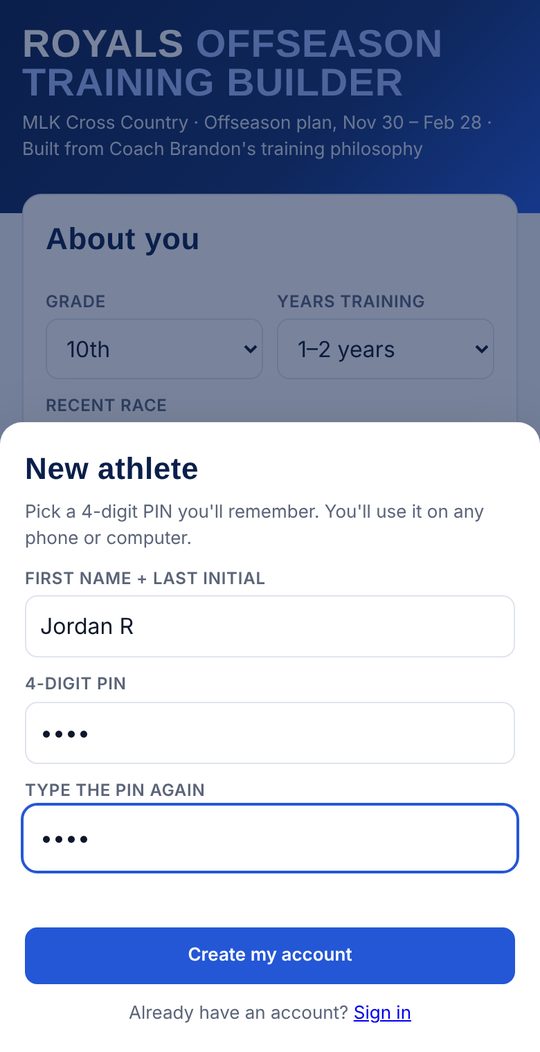 ROYALS OFFSEASON
TRAINING BUILDER
MLK Cross Country · Offseason plan, Nov 30 – Feb 28 ·
Built from Coach Brandon's training philosophy
About you
GRADE
YEARS TRAINING
10th
1–2 years
RECENT RACE
New athlete
Pick a 4-digit PIN you'll remember. You'll use it on any
phone or computer.
FIRST NAME + LAST INITIAL
Jordan R
4-DIGIT PIN
••••
TYPE THE PIN AGAIN
••••
Create my account
Already have an account? Sign in